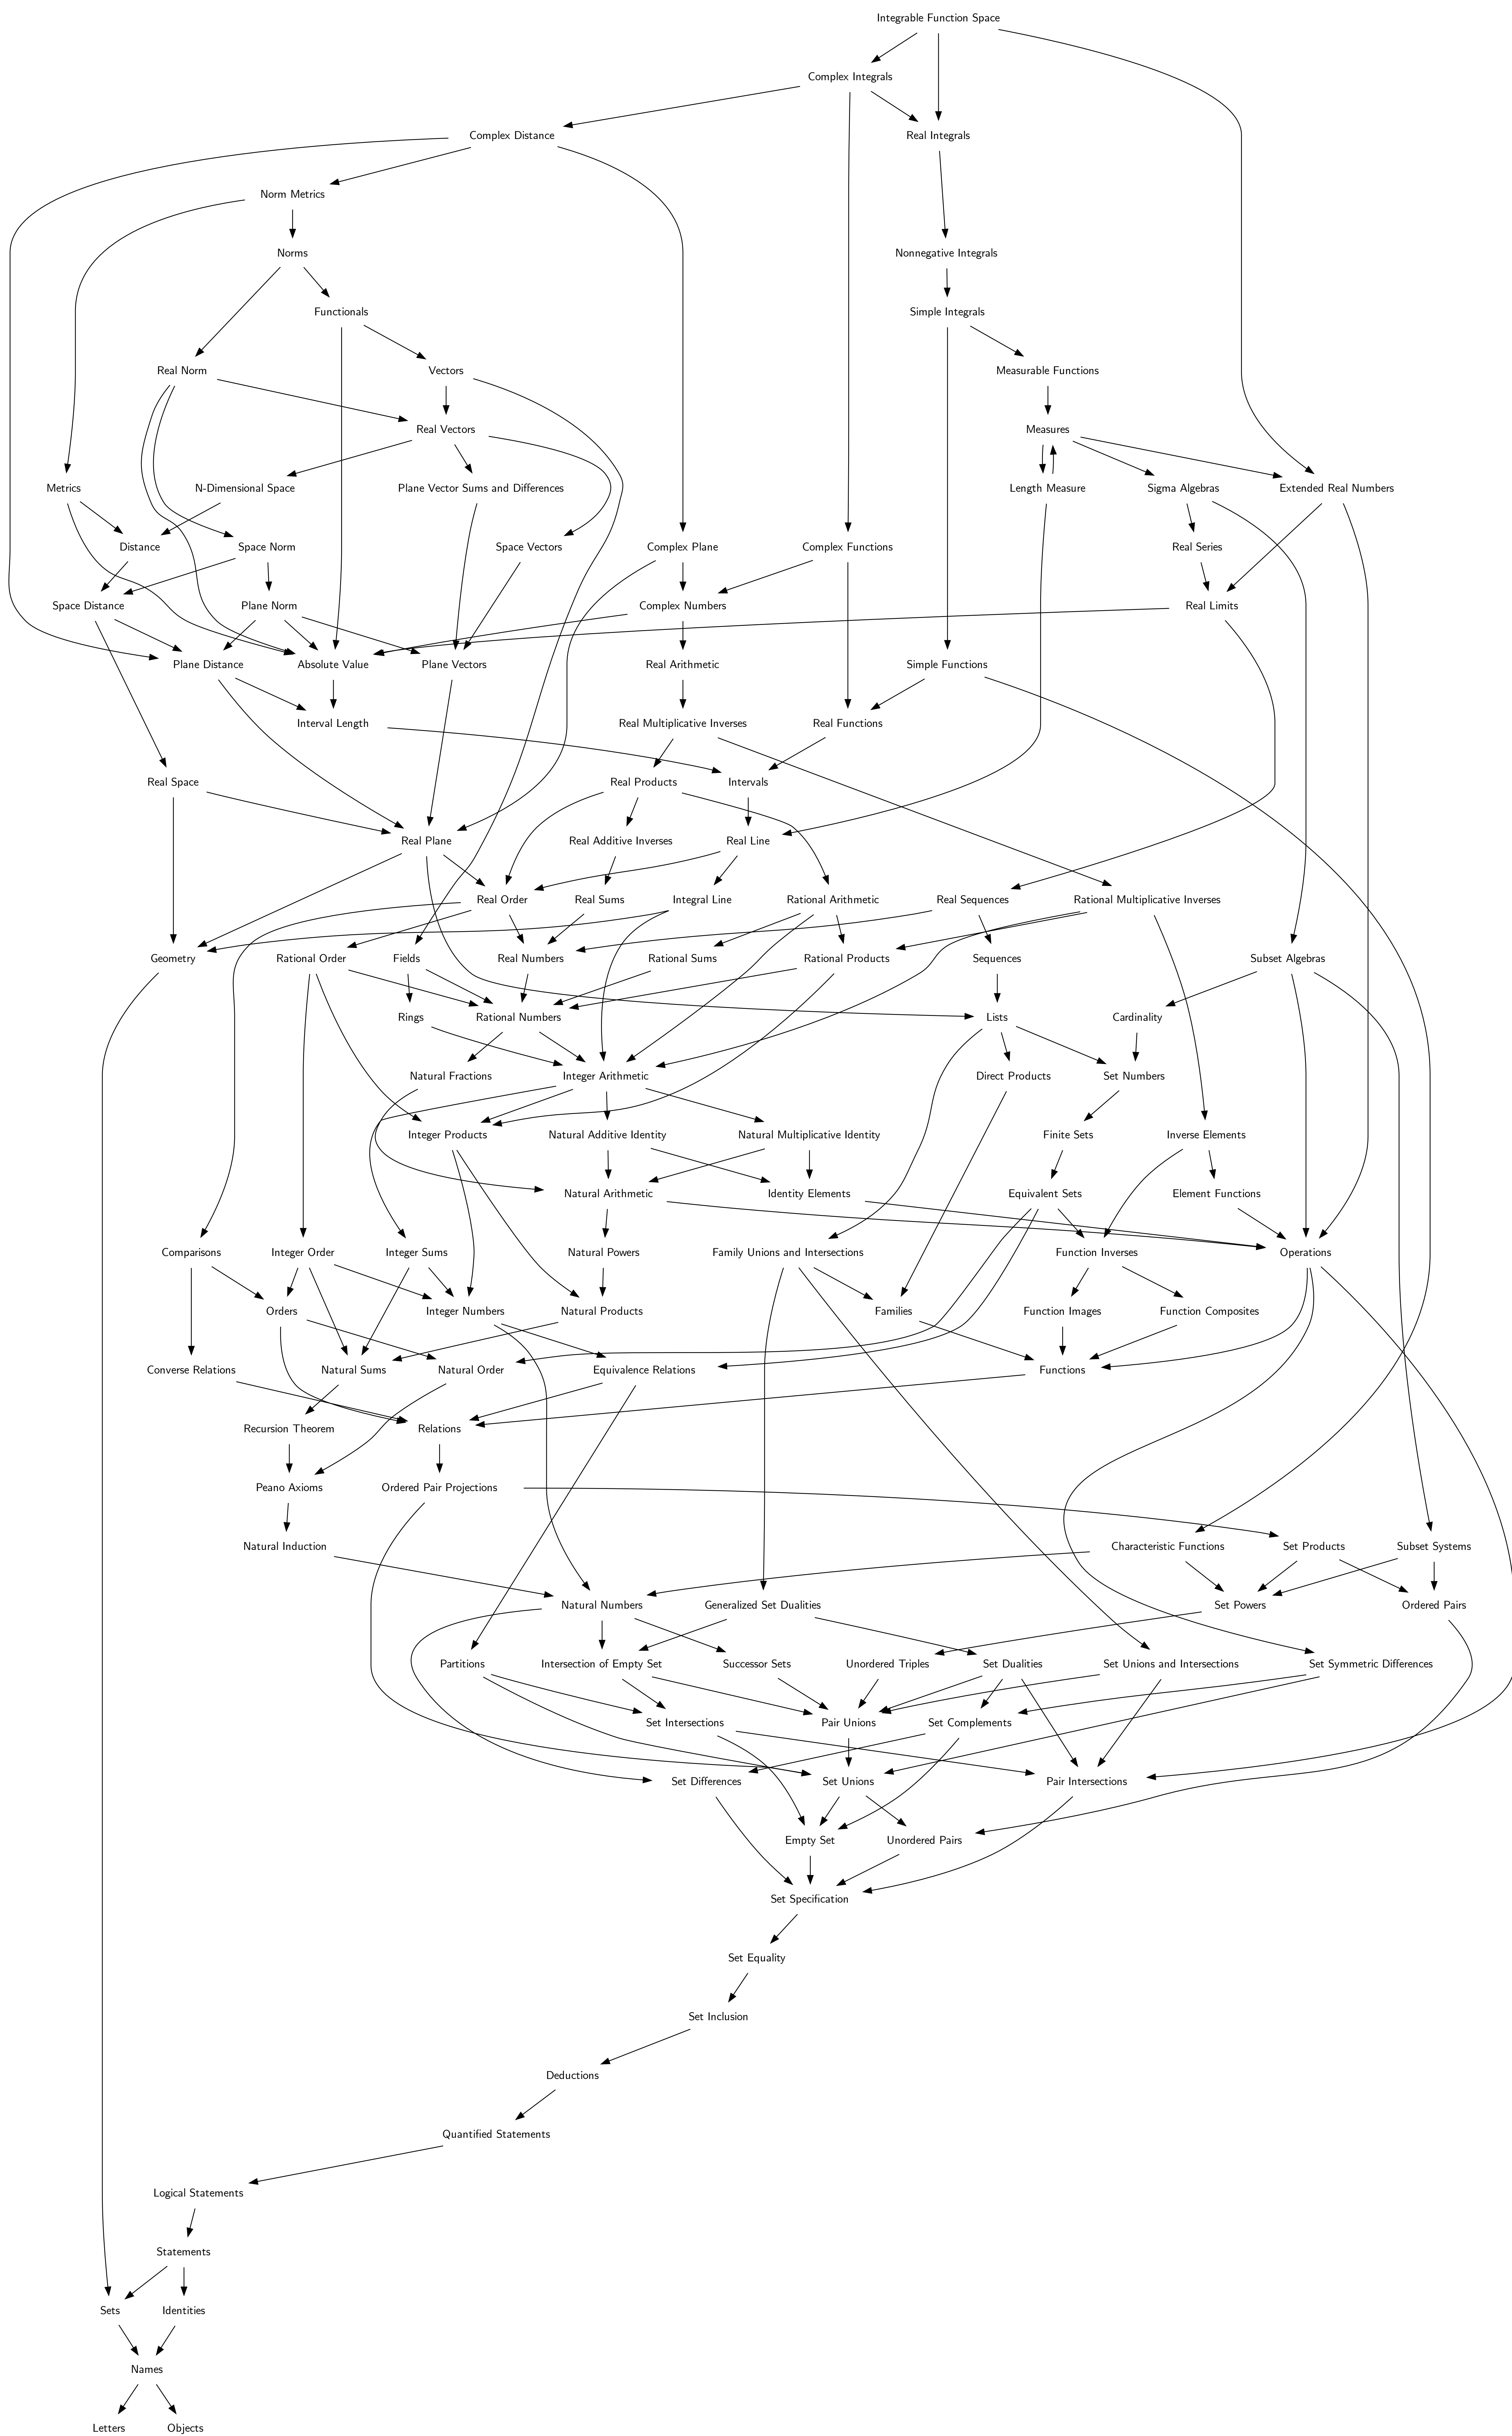 Integrable Function Space
Complex Integrals
Complex Distance
Real Integrals
Norm Metrics
Norms
Nonnegative Integrals
Functionals
Simple Integrals
Real Norm
Vectors
Measurable Functions
Real Vectors
Measures
Metrics
N-Dimensional Space
Plane Vector Sums and Differences
Length Measure
Sigma Algebras
Extended Real Numbers
Distance
Space Norm
Space Vectors
Complex Plane
Complex Functions
Real Series
Space Distance
Plane Norm
Complex Numbers
Real Limits
Plane Distance
Absolute Value
Plane Vectors
Real Arithmetic
Simple Functions
Interval Length
Real Multiplicative Inverses
Real Functions
Real Space
Real Products
Intervals
Real Plane
Real Additive Inverses
Real Line
Real Order
Real Sums
Integral Line
Rational Arithmetic
Real Sequences
Rational Multiplicative Inverses
Geometry
Rational Order
Fields
Real Numbers
Rational Sums
Rational Products
Sequences
Subset Algebras
Rings
Rational Numbers
Lists
Cardinality
Natural Fractions
Integer Arithmetic
Direct Products
Set Numbers
Integer Products
Natural Additive Identity
Natural Multiplicative Identity
Finite Sets
Inverse Elements
Natural Arithmetic
Identity Elements
Equivalent Sets
Element Functions
Comparisons
Integer Order
Integer Sums
Natural Powers
Family Unions and Intersections
Function Inverses
Operations
Orders
Integer Numbers
Natural Products
Families
Function Images
Function Composites
Converse Relations
Natural Sums
Natural Order
Equivalence Relations
Functions
Recursion Theorem
Relations
Peano Axioms
Ordered Pair Projections
Natural Induction
Characteristic Functions
Set Products
Subset Systems
Natural Numbers
Generalized Set Dualities
Set Powers
Ordered Pairs
Partitions
Intersection of Empty Set
Successor Sets
Unordered Triples
Set Dualities
Set Unions and Intersections
Set Symmetric Differences
Set Intersections
Pair Unions
Set Complements
Set Differences
Set Unions
Pair Intersections
Empty Set
Unordered Pairs
Set Specification
Set Equality
Set Inclusion
Deductions
Quantified Statements
Logical Statements
Statements
Sets
Identities
Names
Letters
Objects